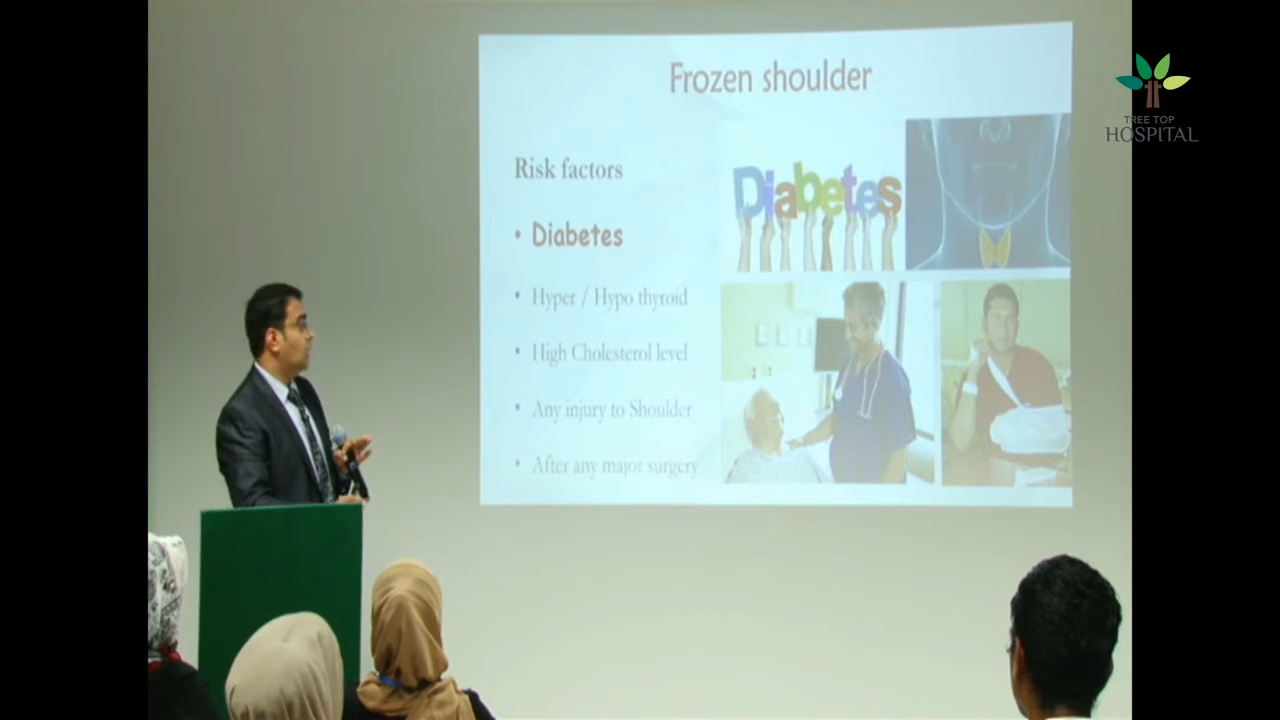 Frozen shoulder
Risk factors
• Diabetes
• Hyper / Hypo thyroid
• High Cholesterol level
• Any injury to Shoulder
• After any major surgery
Diabetes
TREE TOP
HOSPITAL